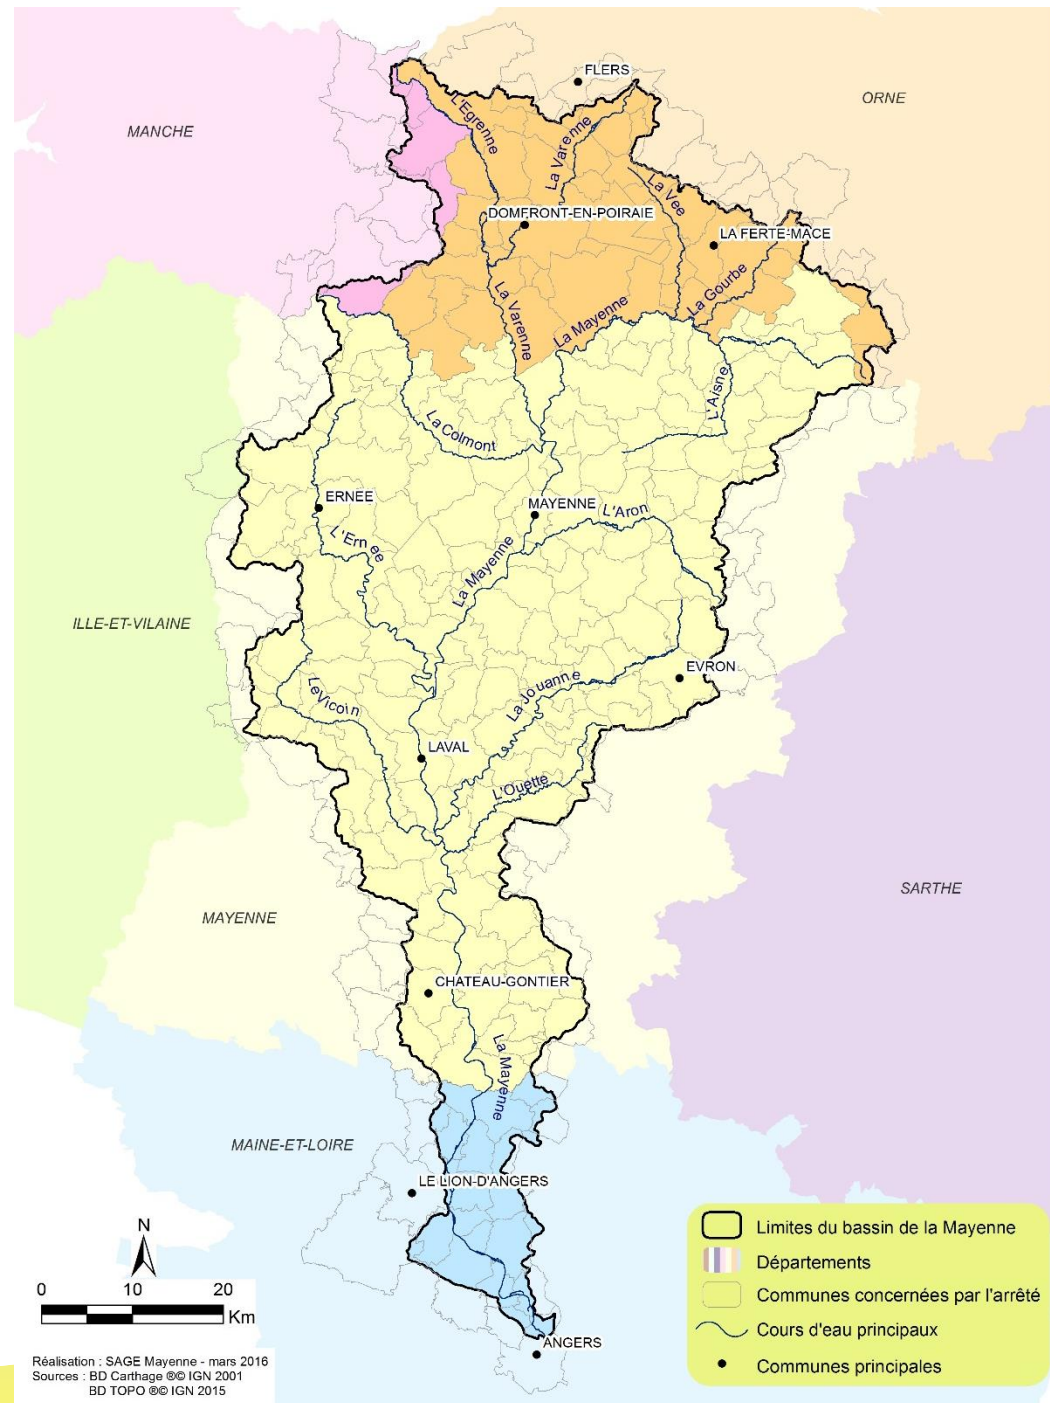 FLERS
ORNE
MANCHE
L'Egrenne
La Varenne
La Vee
DOMFRONT-EN-POIRAIE
LA FERTE-MACE
La Gourbe
La Varenne
La Mayenne
L'Aisne
La Colmont
ERNEE
MAYENNE
L'Aron
L'Ernee
La Mayenne
ILLE-ET-VILAINE
EVRON
La Jouanne
Le Vicoin
LAVAL
L'Ouette
SARTHE
MAYENNE
CHATEAU-GONTIER
La Mayenne
MAINE-ET-LOIRE
LE LION-D'ANGERS
N
0 10 20
Km
ANGERS
Limites du bassin de la Mayenne
Départements
Communes concernées par l'arrêté
Cours d'eau principaux
Communes principales
Réalisation : SAGE Mayenne - mars 2016
Sources : BD Carthage ®© IGN 2001
BD TOPO ®© IGN 2015